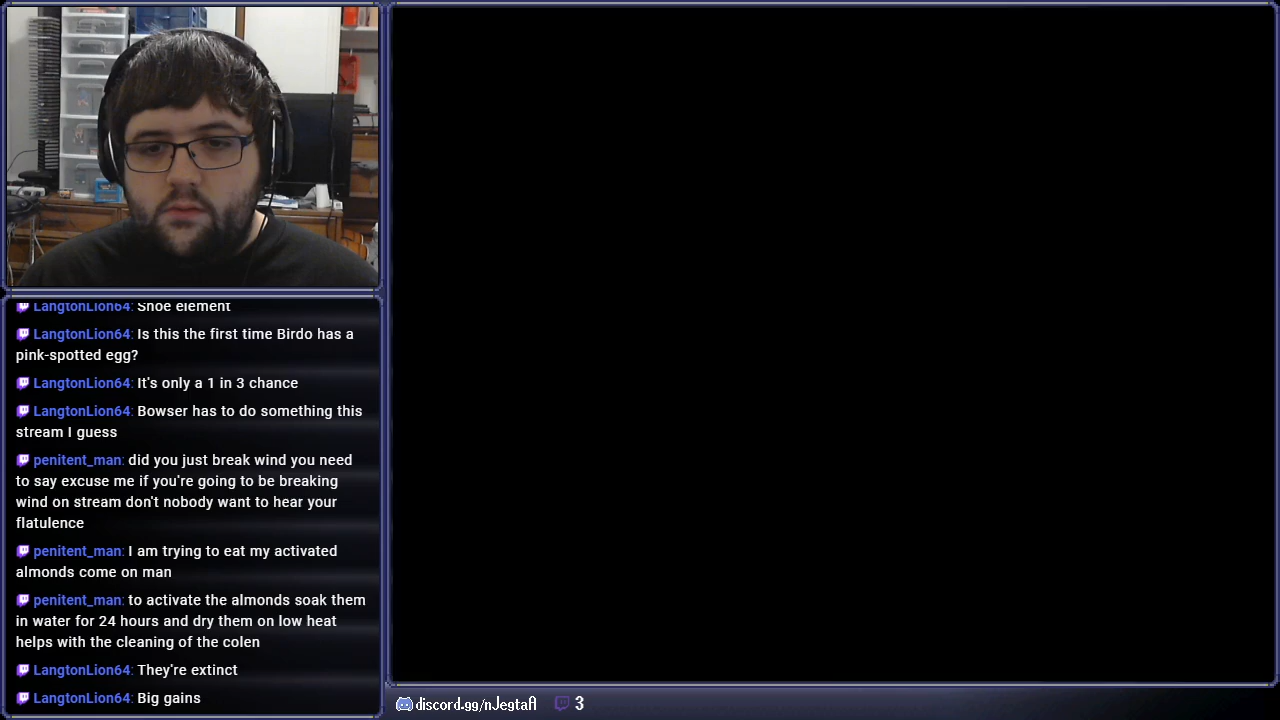 LangtonLion64: Shoe element
LangtonLion64: Is this the first time Birdo has a
pink-spotted egg?
LangtonLion64: It's only a 1 in 3 chance
LangtonLion64: Bowser has to do something this
stream I guess
penitent_man: did you just break wind you need
to say excuse me if you're going to be breaking
wind on stream don't nobody want to hear your
flatulence
penitent_man: I am trying to eat my activated
almonds come on man
penitent_man: to activate the almonds soak them
in water for 24 hours and dry them on low heat
helps with the cleaning of the colen
LangtonLion64: They're extinct
LangtonLion64: Big gains
discord.gg/nJegtaA 3